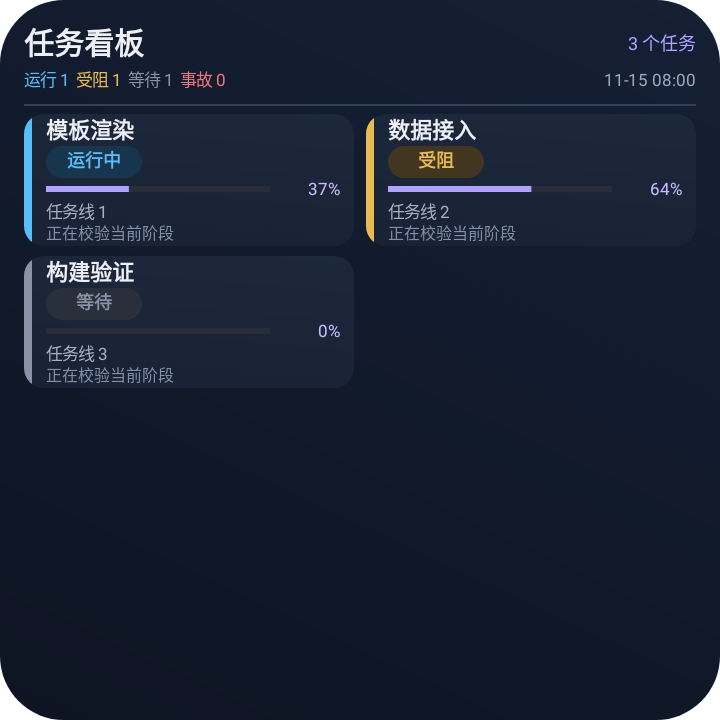 任务看板
3 个任务
运行 1 受阻 1 等待 1 事故 0
11-15 08:00
模板渲染
运行中
37%
任务线 1
正在校验当前阶段
数据接入
受阻
64%
任务线 2
正在校验当前阶段
构建验证
等待
0%
任务线 3
正在校验当前阶段